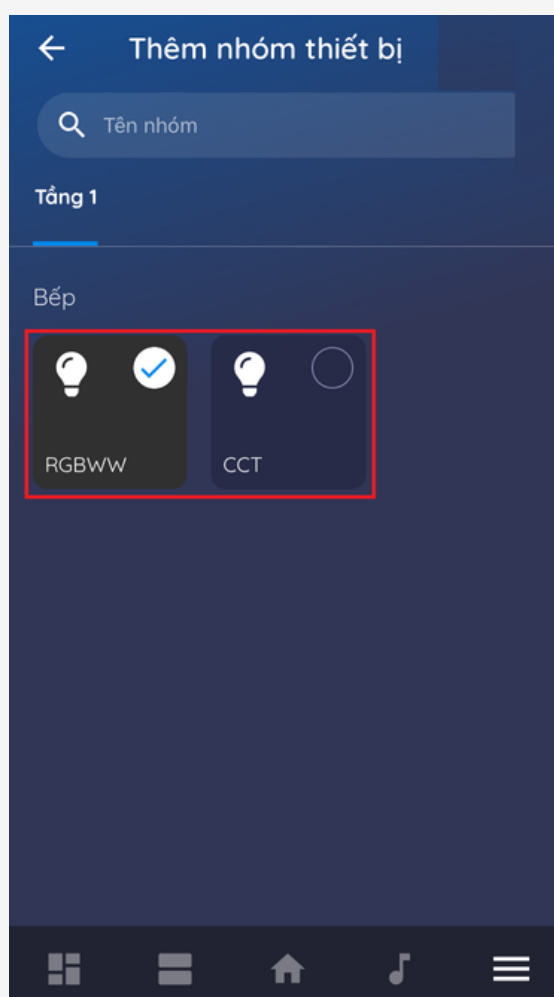 Thêm nhóm thiết bị
Tên nhóm
Tầng 1
Bếp
RGBWW CCT